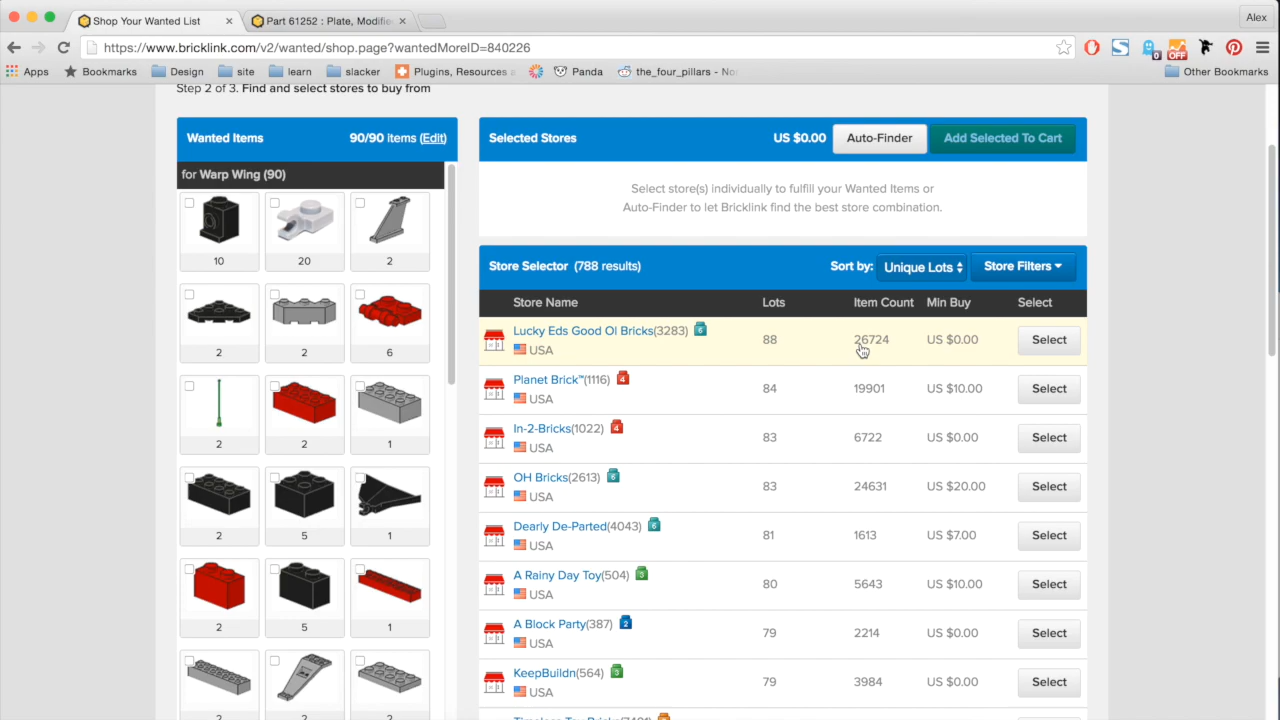 Shop Your Wanted List
Part 61252 : Plate, Modifie
Alex
https://www.bricklink.com/v2/wanted/shop.page?wantedMoreID=840226
Apps Bookmarks Design site learn slacker Plugins, Resources a Panda the_four_pillars - No Other Bookmarks
0 OFF
Step 2 of 3. Find and select stores to buy from
Wanted Items 90/90 items (Edit)
for Warp Wing (90)
10 20 2
2 2 6
2 2 1
2 5 1
2 5 1
Selected Stores US $0.00 Auto-Finder Add Selected To Cart
Select store(s) individually to fulfill your Wanted Items or
Auto-Finder to let Bricklink find the best store combination.
Store Selector (788 results) Sort by: Unique Lots Store Filters
Store Name Lots Item Count Min Buy Select
Lucky Eds Good Ol Bricks(3283) 6
USA 88 26724 US $0.00 Select
Planet Brick™(1116) 4
USA 84 19901 US $10.00 Select
In-2-Bricks(1022) 4
USA 83 6722 US $0.00 Select
OH Bricks(2613) 6
USA 83 24631 US $20.00 Select
Dearly De-Parted(4043) 6
USA 81 1613 US $7.00 Select
A Rainy Day Toy(504) 3
USA 80 5643 US $10.00 Select
A Block Party(387) 2
USA 79 2214 US $0.00 Select
KeepBuildn(564) 3
USA 79 3984 US $0.00 Select